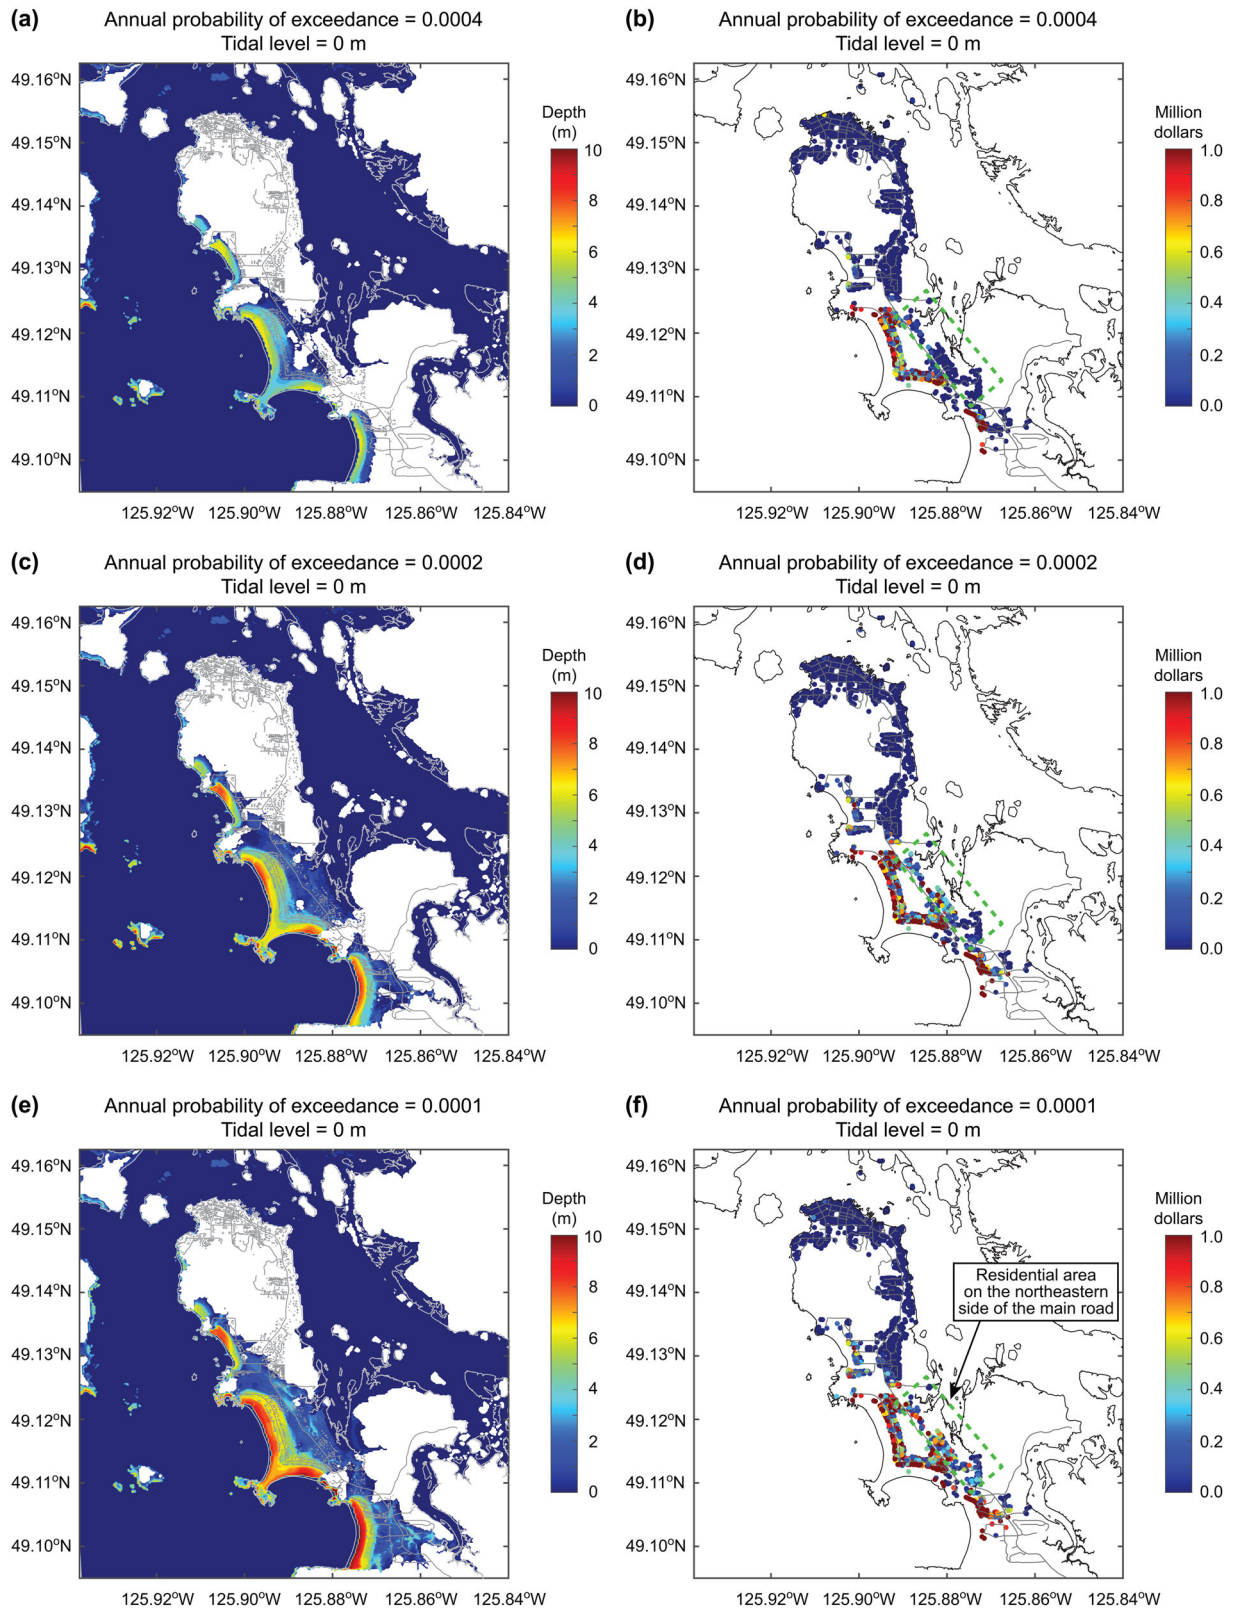 (a) Annual probability of exceedance = 0.0004
Tidal level = 0 m
49.16°N
49.15°N
49.14°N
49.13°N
49.12°N
49.11°N
49.10°N
125.92°W 125.90°W 125.88°W 125.86°W 125.84°W
Depth
(m)
10
8
6
4
2
0
(b) Annual probability of exceedance = 0.0004
Tidal level = 0 m
49.16°N
49.15°N
49.14°N
49.13°N
49.12°N
49.11°N
49.10°N
125.92°W 125.90°W 125.88°W 125.86°W 125.84°W
Million
dollars
1.0
0.8
0.6
0.4
0.2
0.0
(c) Annual probability of exceedance = 0.0002
Tidal level = 0 m
49.16°N
49.15°N
49.14°N
49.13°N
49.12°N
49.11°N
49.10°N
125.92°W 125.90°W 125.88°W 125.86°W 125.84°W
Depth
(m)
10
8
6
4
2
0
(d) Annual probability of exceedance = 0.0002
Tidal level = 0 m
49.16°N
49.15°N
49.14°N
49.13°N
49.12°N
49.11°N
49.10°N
125.92°W 125.90°W 125.88°W 125.86°W 125.84°W
Million
dollars
1.0
0.8
0.6
0.4
0.2
0.0
(e) Annual probability of exceedance = 0.0001
Tidal level = 0 m
49.16°N
49.15°N
49.14°N
49.13°N
49.12°N
49.11°N
49.10°N
125.92°W 125.90°W 125.88°W 125.86°W 125.84°W
Depth
(m)
10
8
6
4
2
0
(f) Annual probability of exceedance = 0.0001
Tidal level = 0 m
49.16°N
49.15°N
49.14°N
49.13°N
49.12°N
49.11°N
49.10°N
125.92°W 125.90°W 125.88°W 125.86°W 125.84°W
Residential area
on the northeastern
side of the main road
Million
dollars
1.0
0.8
0.6
0.4
0.2
0.0